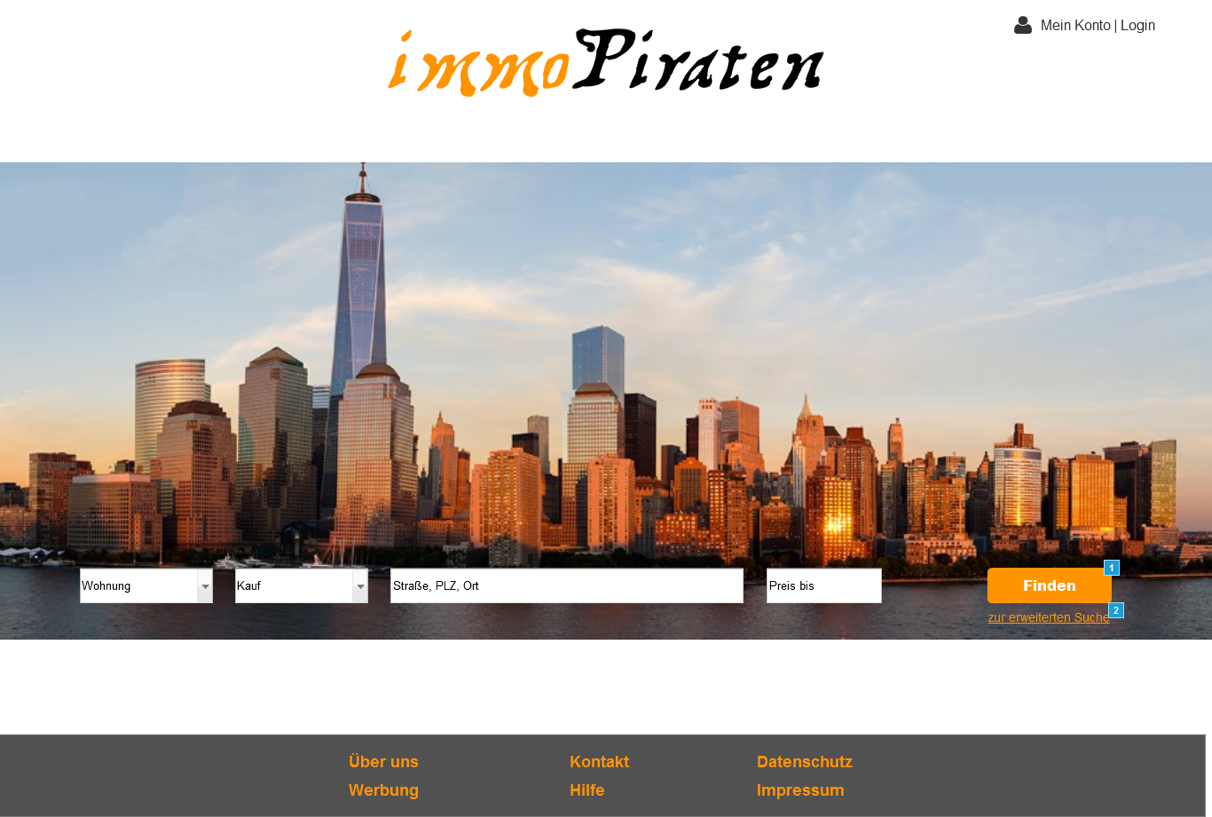 Mein Konto | Login
immoPiraten
Wohnung
Kauf
Straße, PLZ, Ort
Preis bis
Finden
1
zur erweiterten Suche
2
Über uns
Kontakt
Datenschutz
Werbung
Hilfe
Impressum